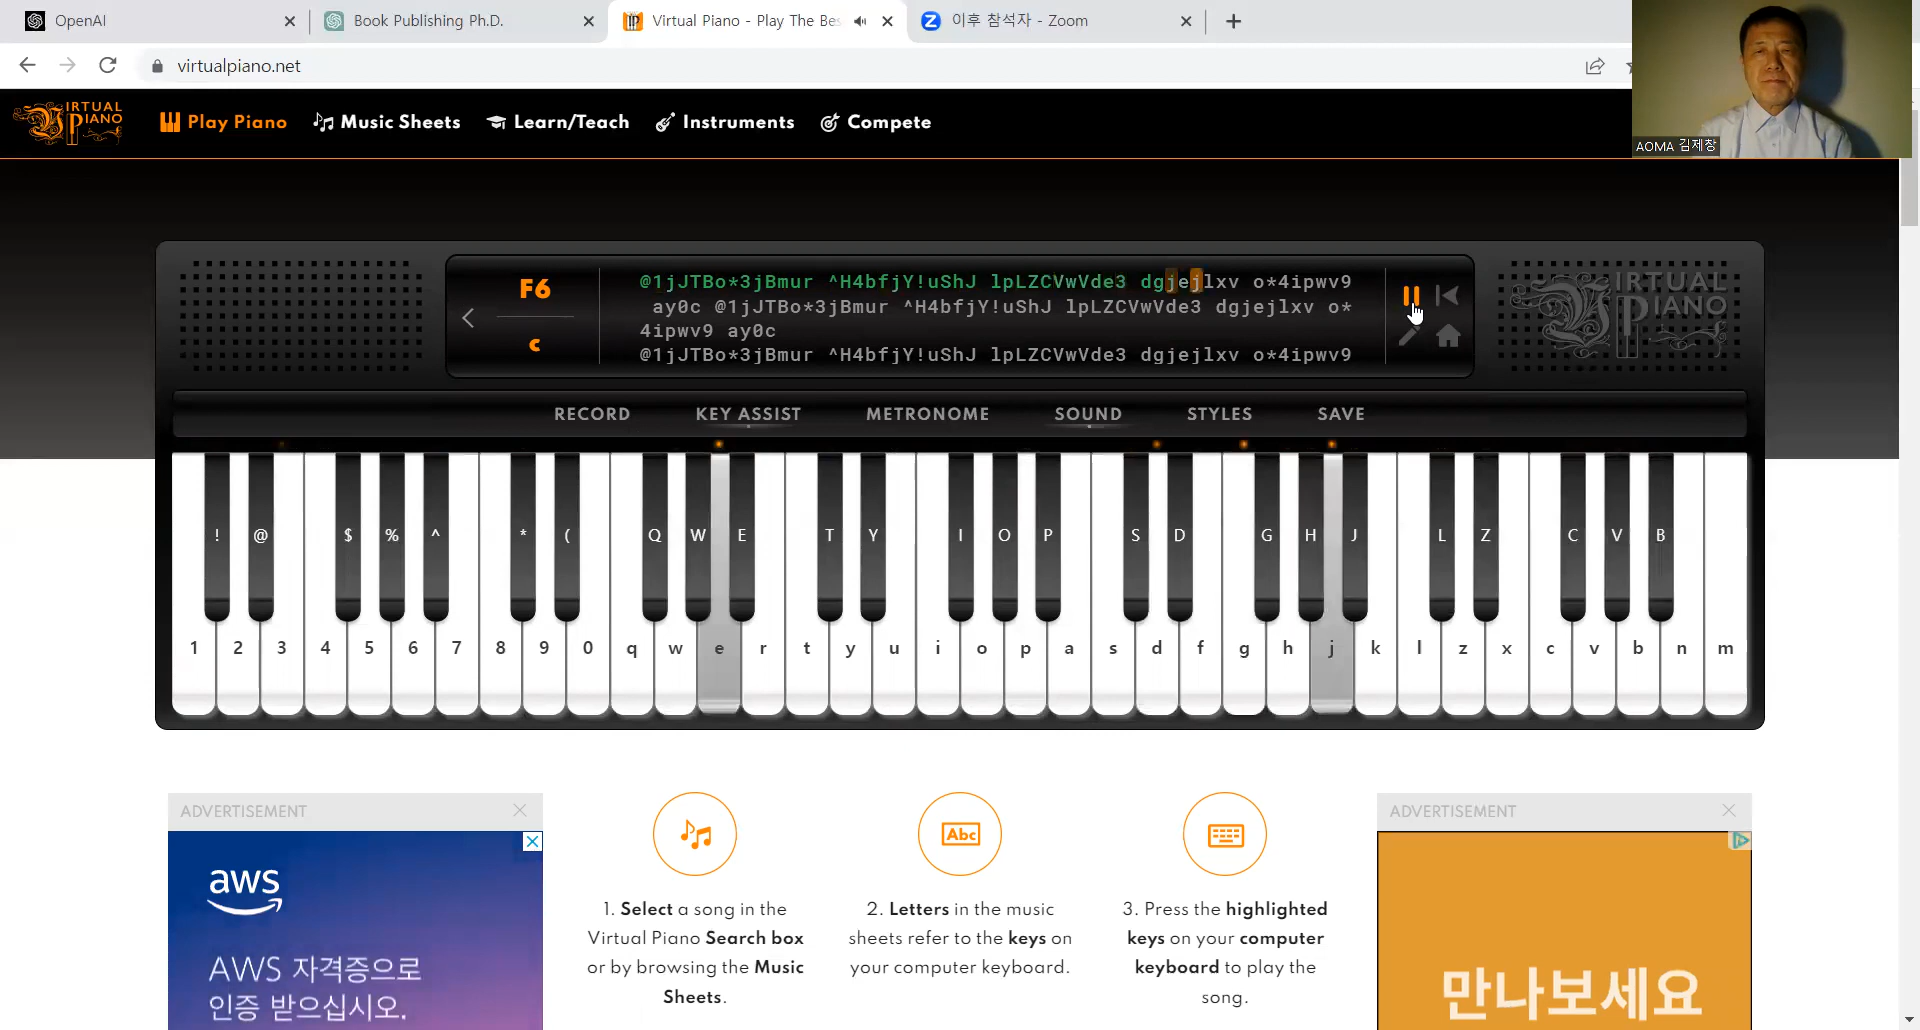 OpenAI
Book Publishing Ph.D.
Virtual Piano - Play The Bes
이후 참석자 - Zoom
virtualpiano.net
VIRTUAL PIANO
Play Piano
Music Sheets
Learn/Teach
Instruments
Compete
AOMA 김제창
F6
c
@1jJTBo*3jBmur ^H4bfjY!uShJ lpLZCVwVde3 dgjejlxv o*4ipwv9
ay0c @1jJTBo*3jBmur ^H4bfjY!uShJ lpLZCVwVde3 dgjejlxv o*
4ipwv9 ay0c
@1jJTBo*3jBmur ^H4bfjY!uShJ lpLZCVwVde3 dgjejlxv o*4ipwv9
VIRTUAL PIANO
RECORD KEY ASSIST METRONOME SOUND STYLES SAVE
! @ $ % ^ * ( Q W E T Y I O P S D G H J L Z C V B
1 2 3 4 5 6 7 8 9 0 q w e r t y u i o p a s d f g h j k l z x c v b n m
ADVERTISEMENT
aws
AWS 자격증으로
인증 받으십시오.
1. Select a song in the
Virtual Piano Search box
or by browsing the Music
Sheets.
Abc
2. Letters in the music
sheets refer to the keys on
your computer keyboard.
3. Press the highlighted
keys on your computer
keyboard to play the
song.
ADVERTISEMENT
만나보세요